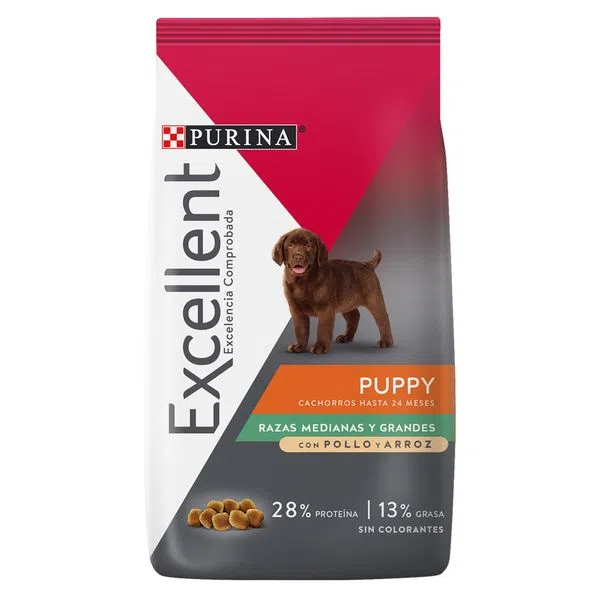 PURINA®
Excellent
Excelencia Comprobada
PUPPY
CACHORROS HASTA 24 MESES
RAZAS MEDIANAS Y GRANDES
CON POLLO Y ARROZ
28% PROTEÍNA | 13% GRASA
SIN COLORANTES